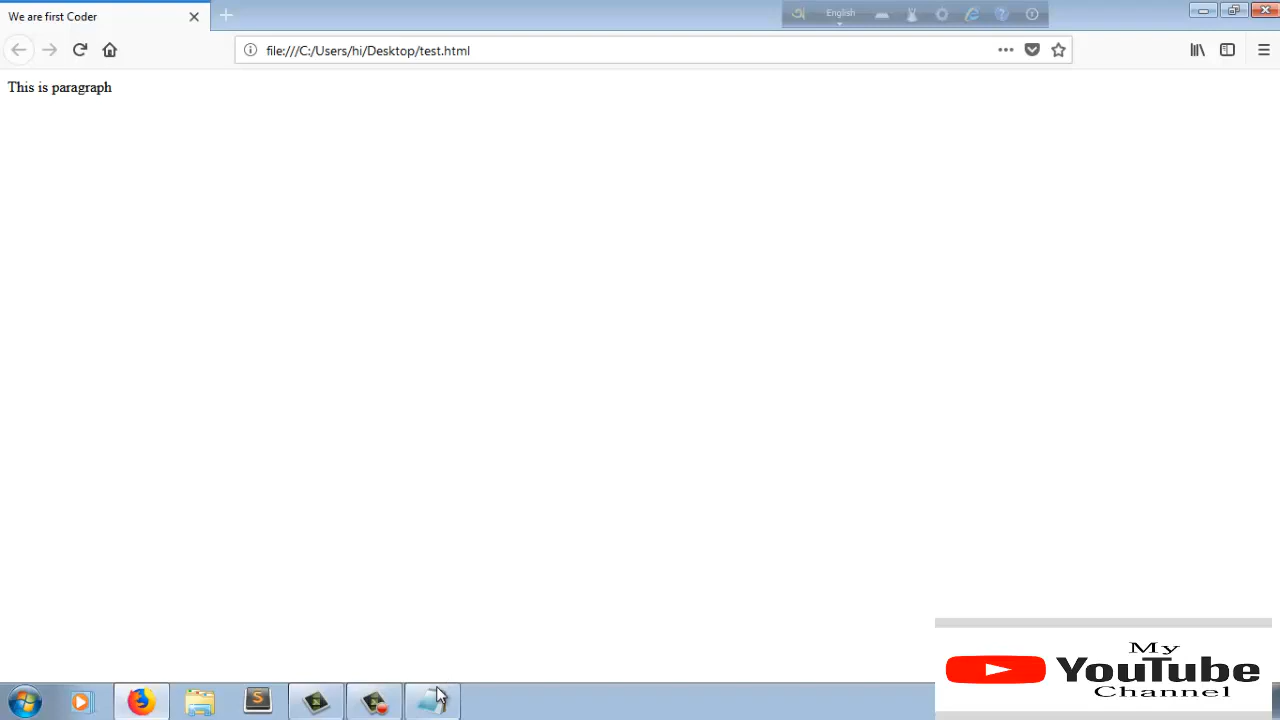 We are first Coder
অ English
file:///C:/Users/hi/Desktop/test.html
This is paragraph
My
YouTube
Channel